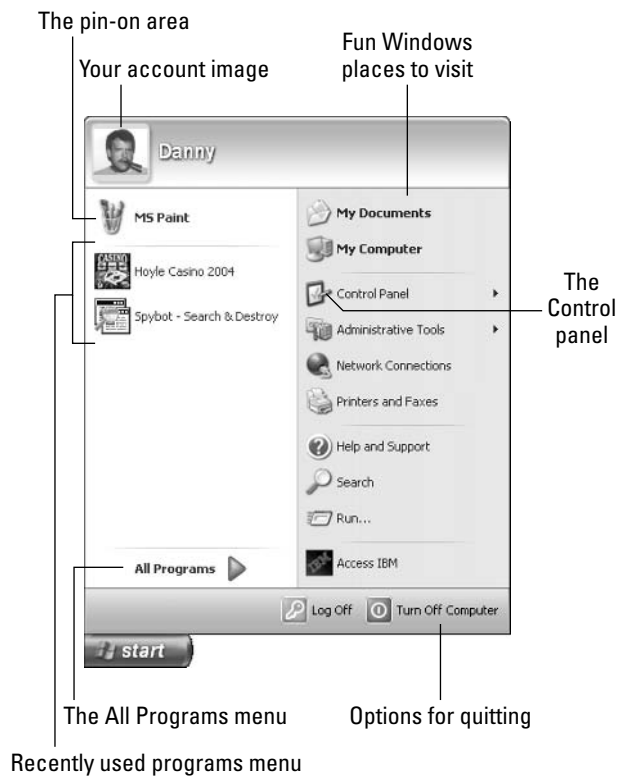 The pin-on area
Your account image
Fun Windows
places to visit
Danny
MS Paint
Hoyle Casino 2004
Spybot - Search & Destroy
All Programs
My Documents
My Computer
Control Panel
Administrative Tools
Network Connections
Printers and Faxes
Help and Support
Search
Run...
Access IBM
The
Control
panel
Log Off
Turn Off Computer
start
The All Programs menu
Options for quitting
Recently used programs menu